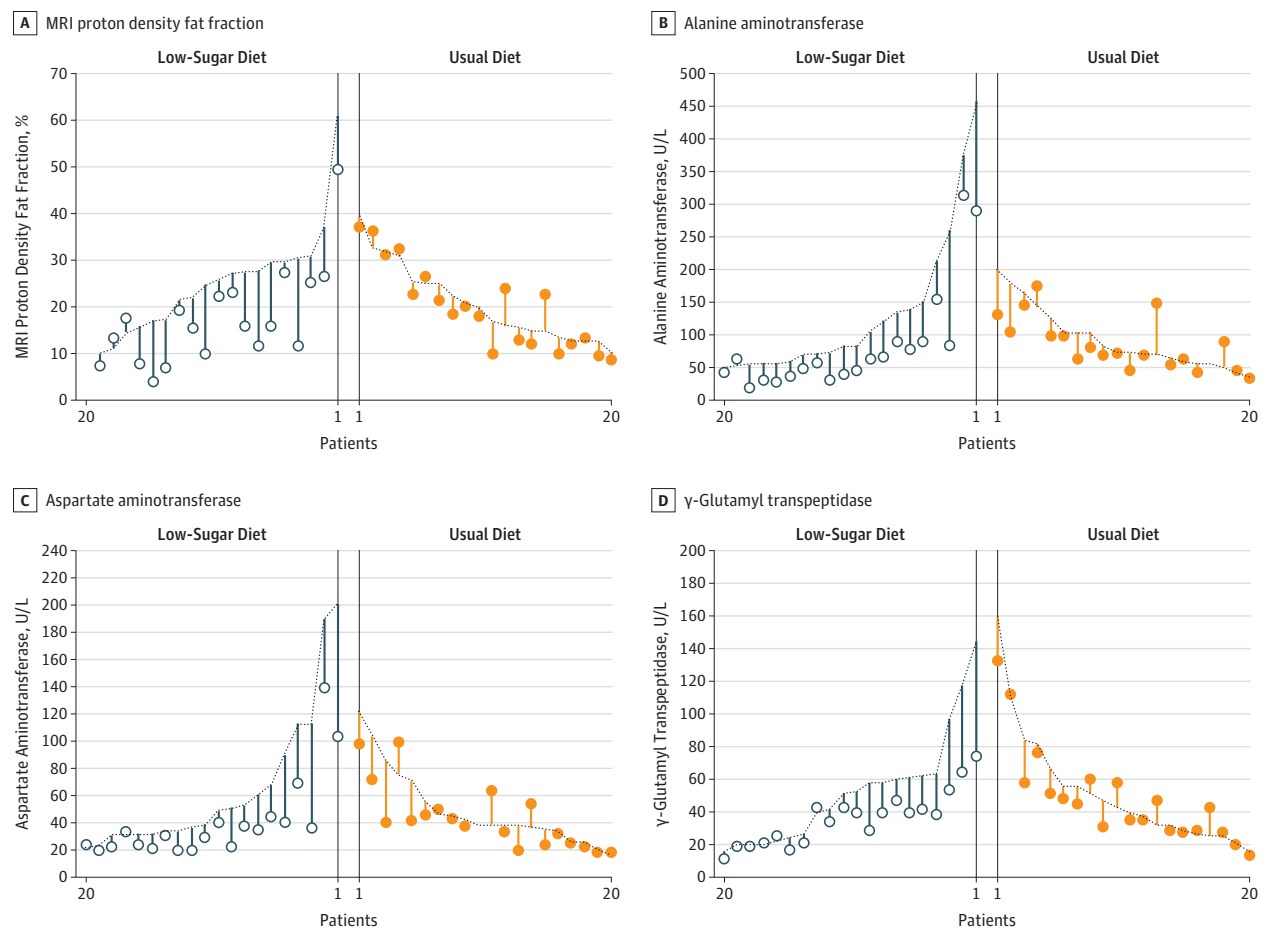 A MRI proton density fat fraction
Low-Sugar Diet Usual Diet
MRI Proton Density Fat Fraction, %
70
60
50
40
30
20
10
0
20 1 1 20
Patients
B Alanine aminotransferase
Low-Sugar Diet Usual Diet
Alanine Aminotransferase, U/L
500
450
400
350
300
250
200
150
100
50
0
20 1 1 20
Patients
C Aspartate aminotransferase
Low-Sugar Diet Usual Diet
Aspartate Aminotransferase, U/L
240
220
200
180
160
140
120
100
80
60
40
20
0
20 1 1 20
Patients
D γ-Glutamyl transpeptidase
Low-Sugar Diet Usual Diet
γ-Glutamyl Transpeptidase, U/L
200
180
160
140
120
100
80
60
40
20
0
20 1 1 20
Patients